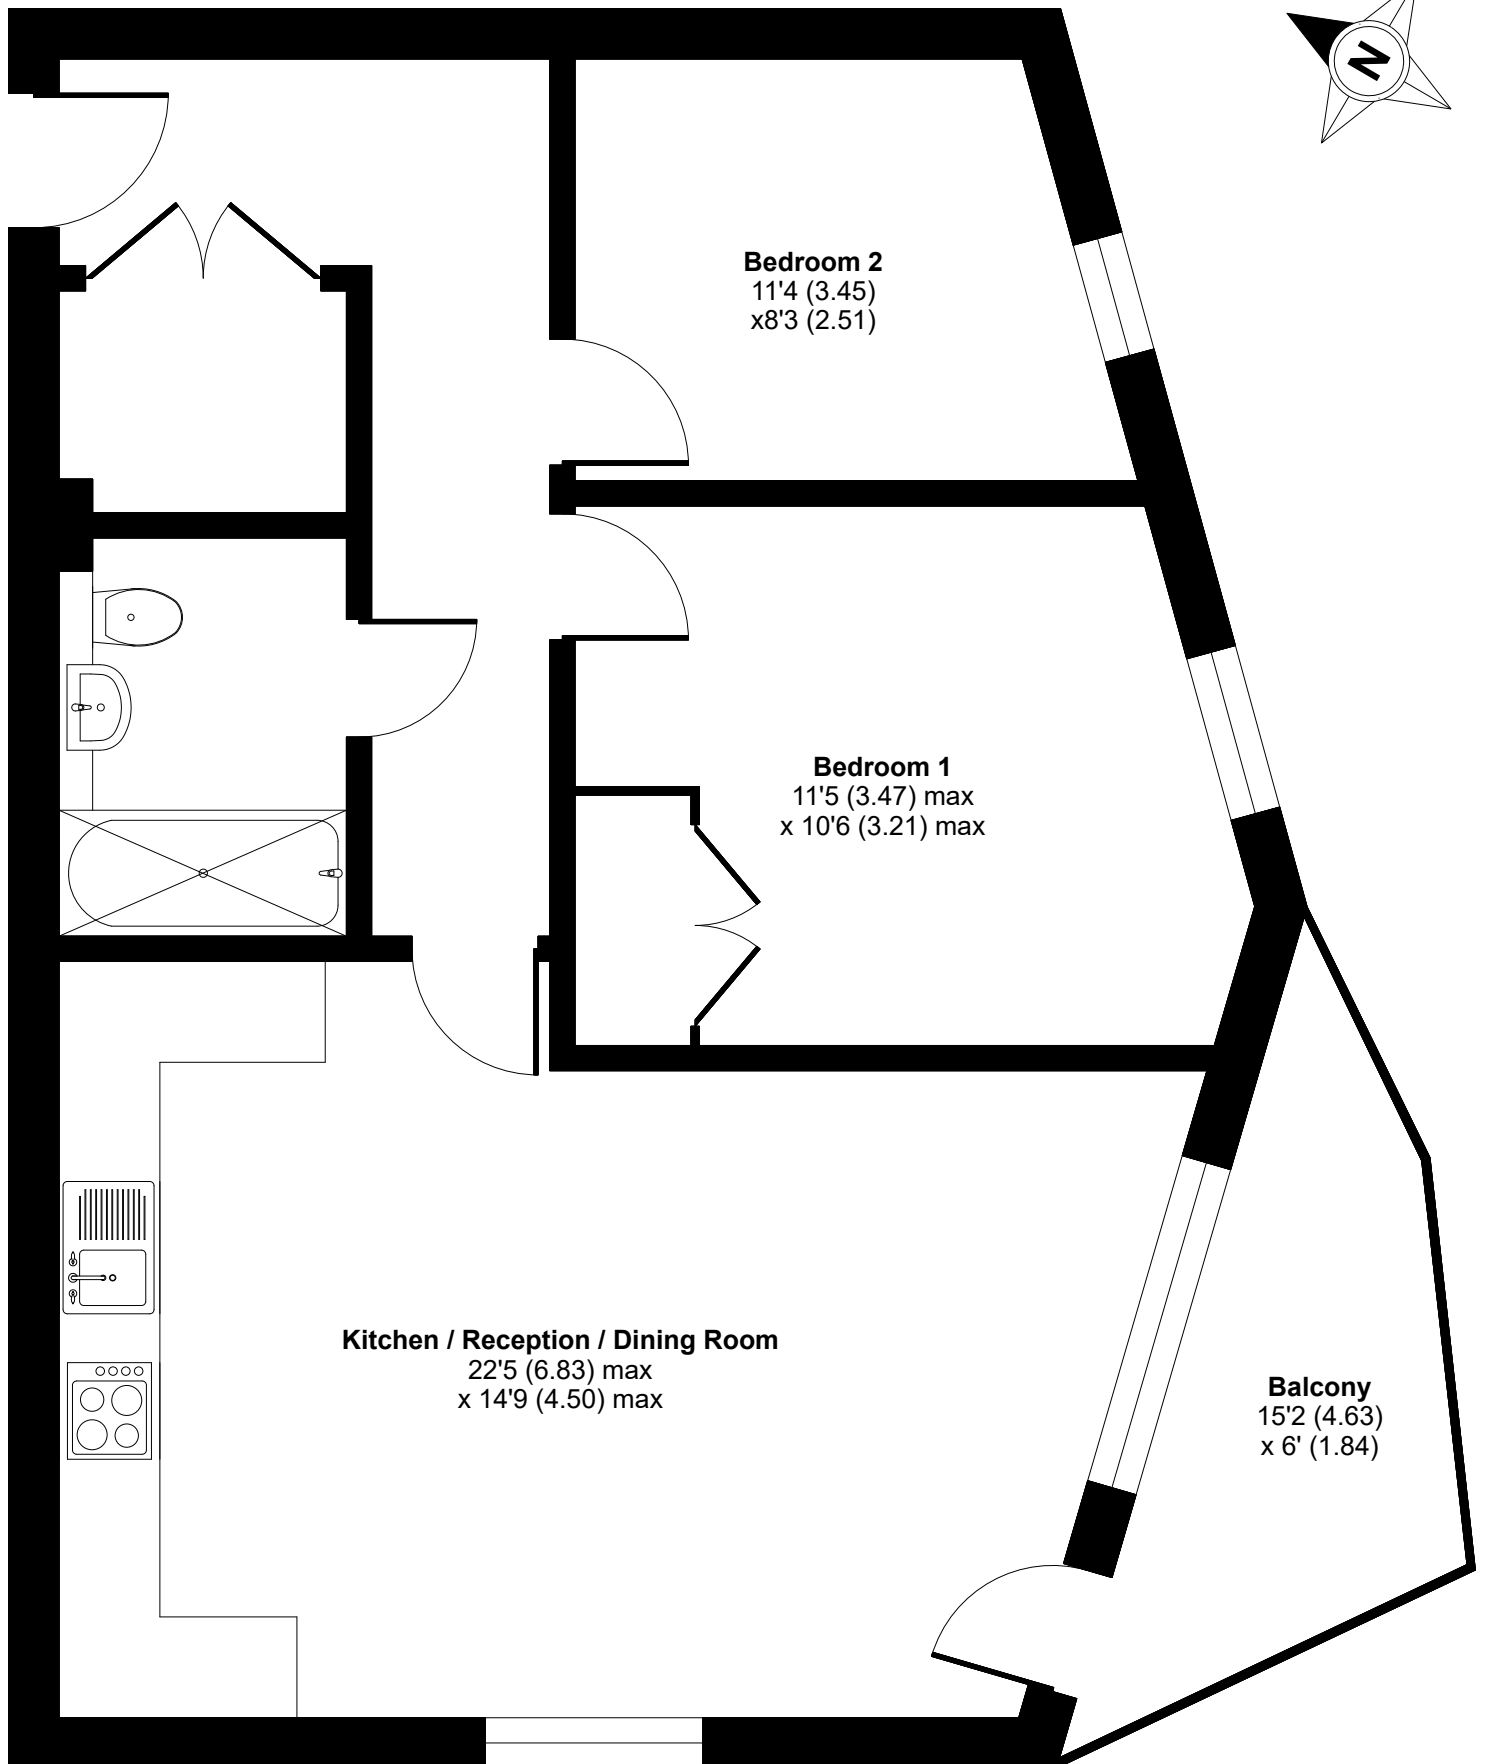 N
Bedroom 2
11'4 (3.45)
x8'3 (2.51)
Bedroom 1
11'5 (3.47) max
x 10'6 (3.21) max
Kitchen / Reception / Dining Room
22'5 (6.83) max
x 14'9 (4.50) max
Balcony
15'2 (4.63)
x 6' (1.84)